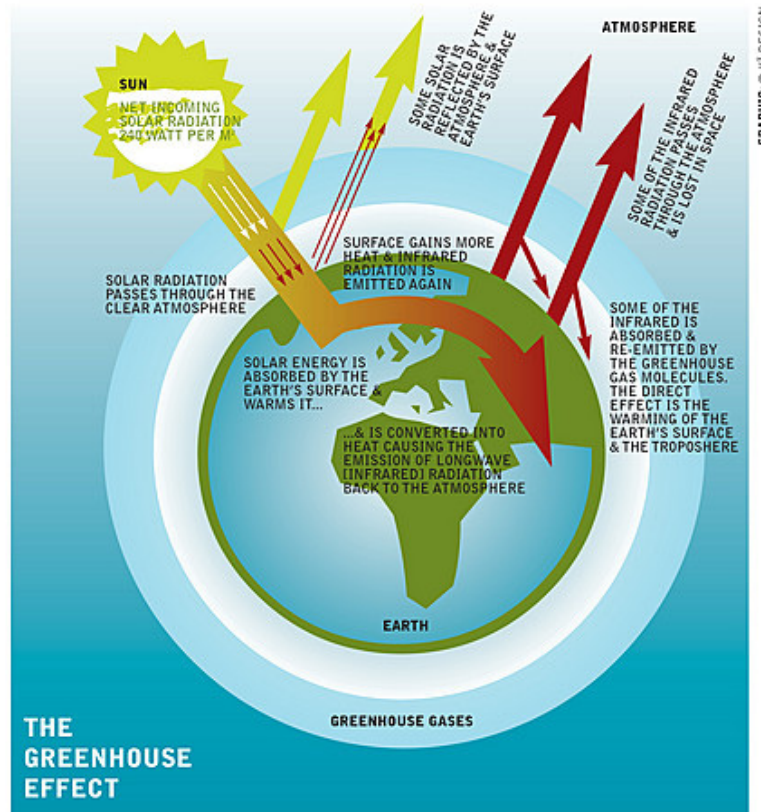 ATMOSPHERE
SUN
NET INCOMING
SOLAR RADIATION
240 WATT PER M²
SOME SOLAR
RADIATION IS
REFLECTED BY THE
ATMOSPHERE &
EARTH'S SURFACE
SOME OF THE INFRARED
RADIATION PASSES
THROUGH THE ATMOSPHERE
& IS LOST IN SPACE
SOLAR RADIATION
PASSES THROUGH THE
CLEAR ATMOSPHERE
SURFACE GAINS MORE
HEAT & INFRARED
RADIATION IS
EMITTED AGAIN
SOLAR ENERGY IS
ABSORBED BY THE
EARTH'S SURFACE &
WARMS IT...
...& IS CONVERTED INTO
HEAT CAUSING THE
EMISSION OF LONGWAVE
[INFRARED] RADIATION
BACK TO THE ATMOSPHERE
SOME OF THE
INFRARED IS
ABSORBED &
RE-EMITTED BY
THE GREENHOUSE
GAS MOLECULES.
THE DIRECT
EFFECT IS THE
WARMING OF THE
EARTH'S SURFACE
& THE TROPOSHERE
EARTH
GREENHOUSE GASES
THE
GREENHOUSE
EFFECT